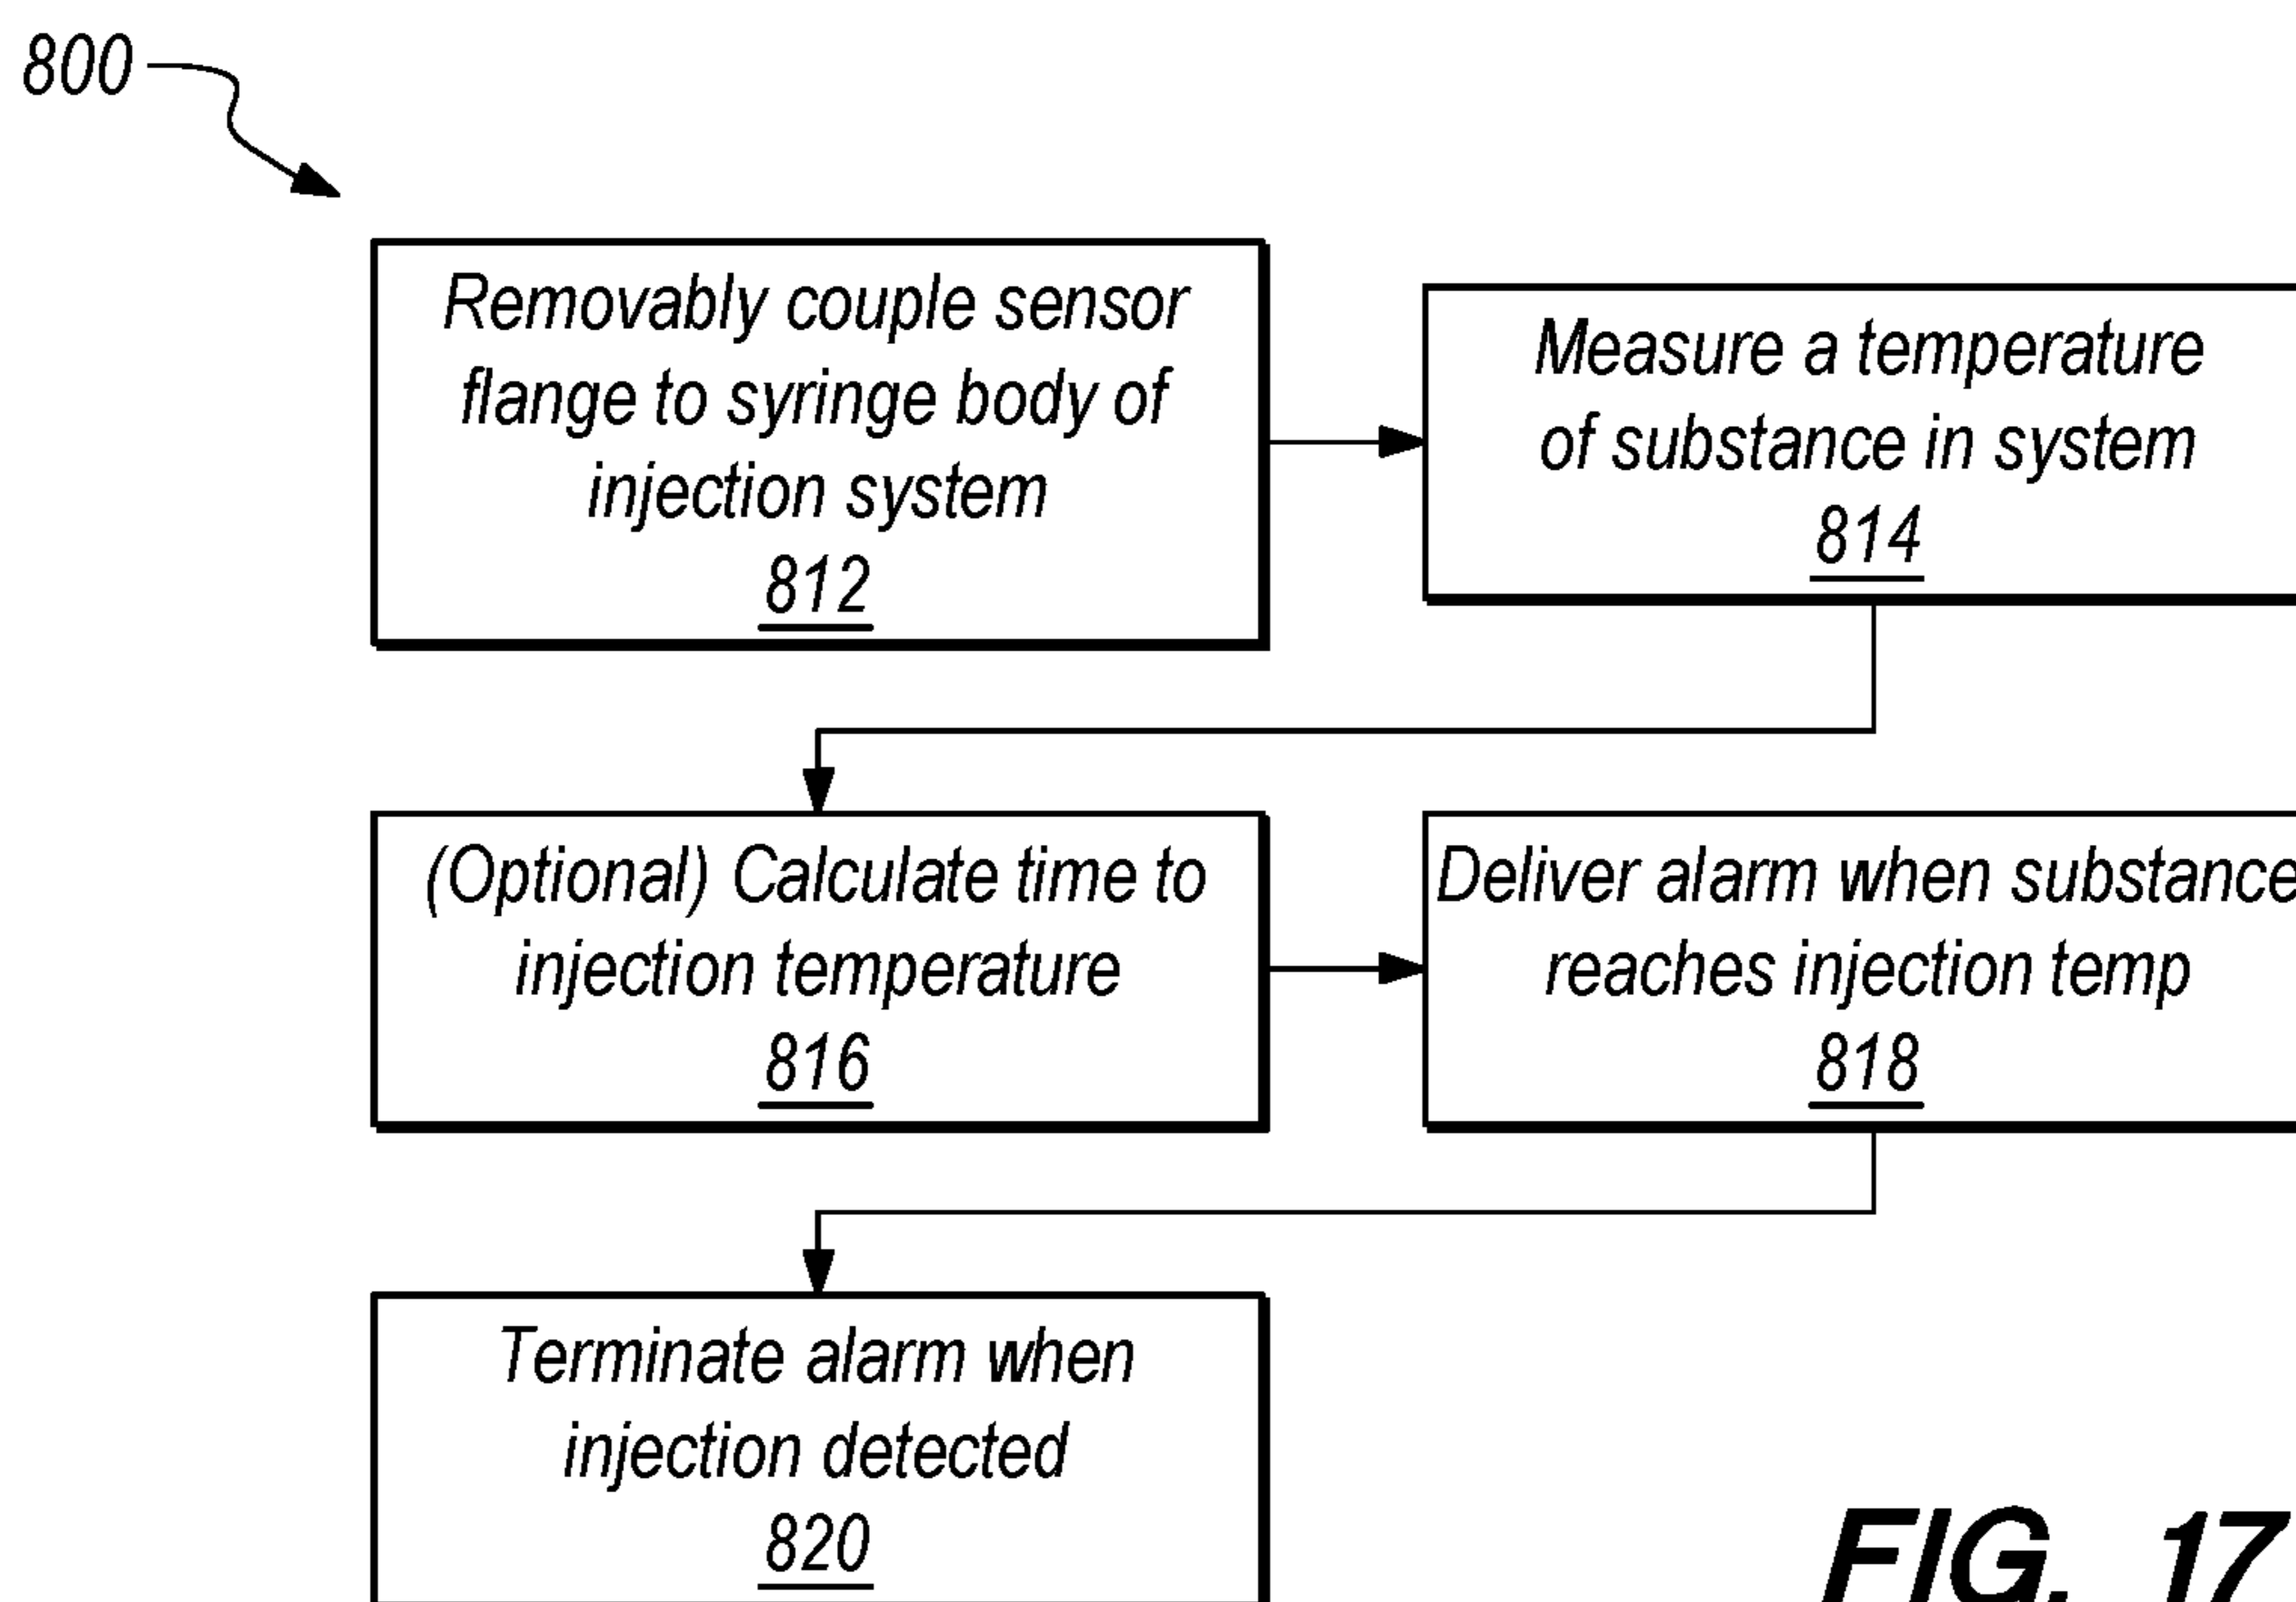 800
Removably couple sensor
flange to syringe body of
injection system
812
Measure a temperature
of substance in system
814
(Optional) Calculate time to
injection temperature
816
Deliver alarm when substance
reaches injection temp
818
Terminate alarm when
injection detected
820
FIG. 17